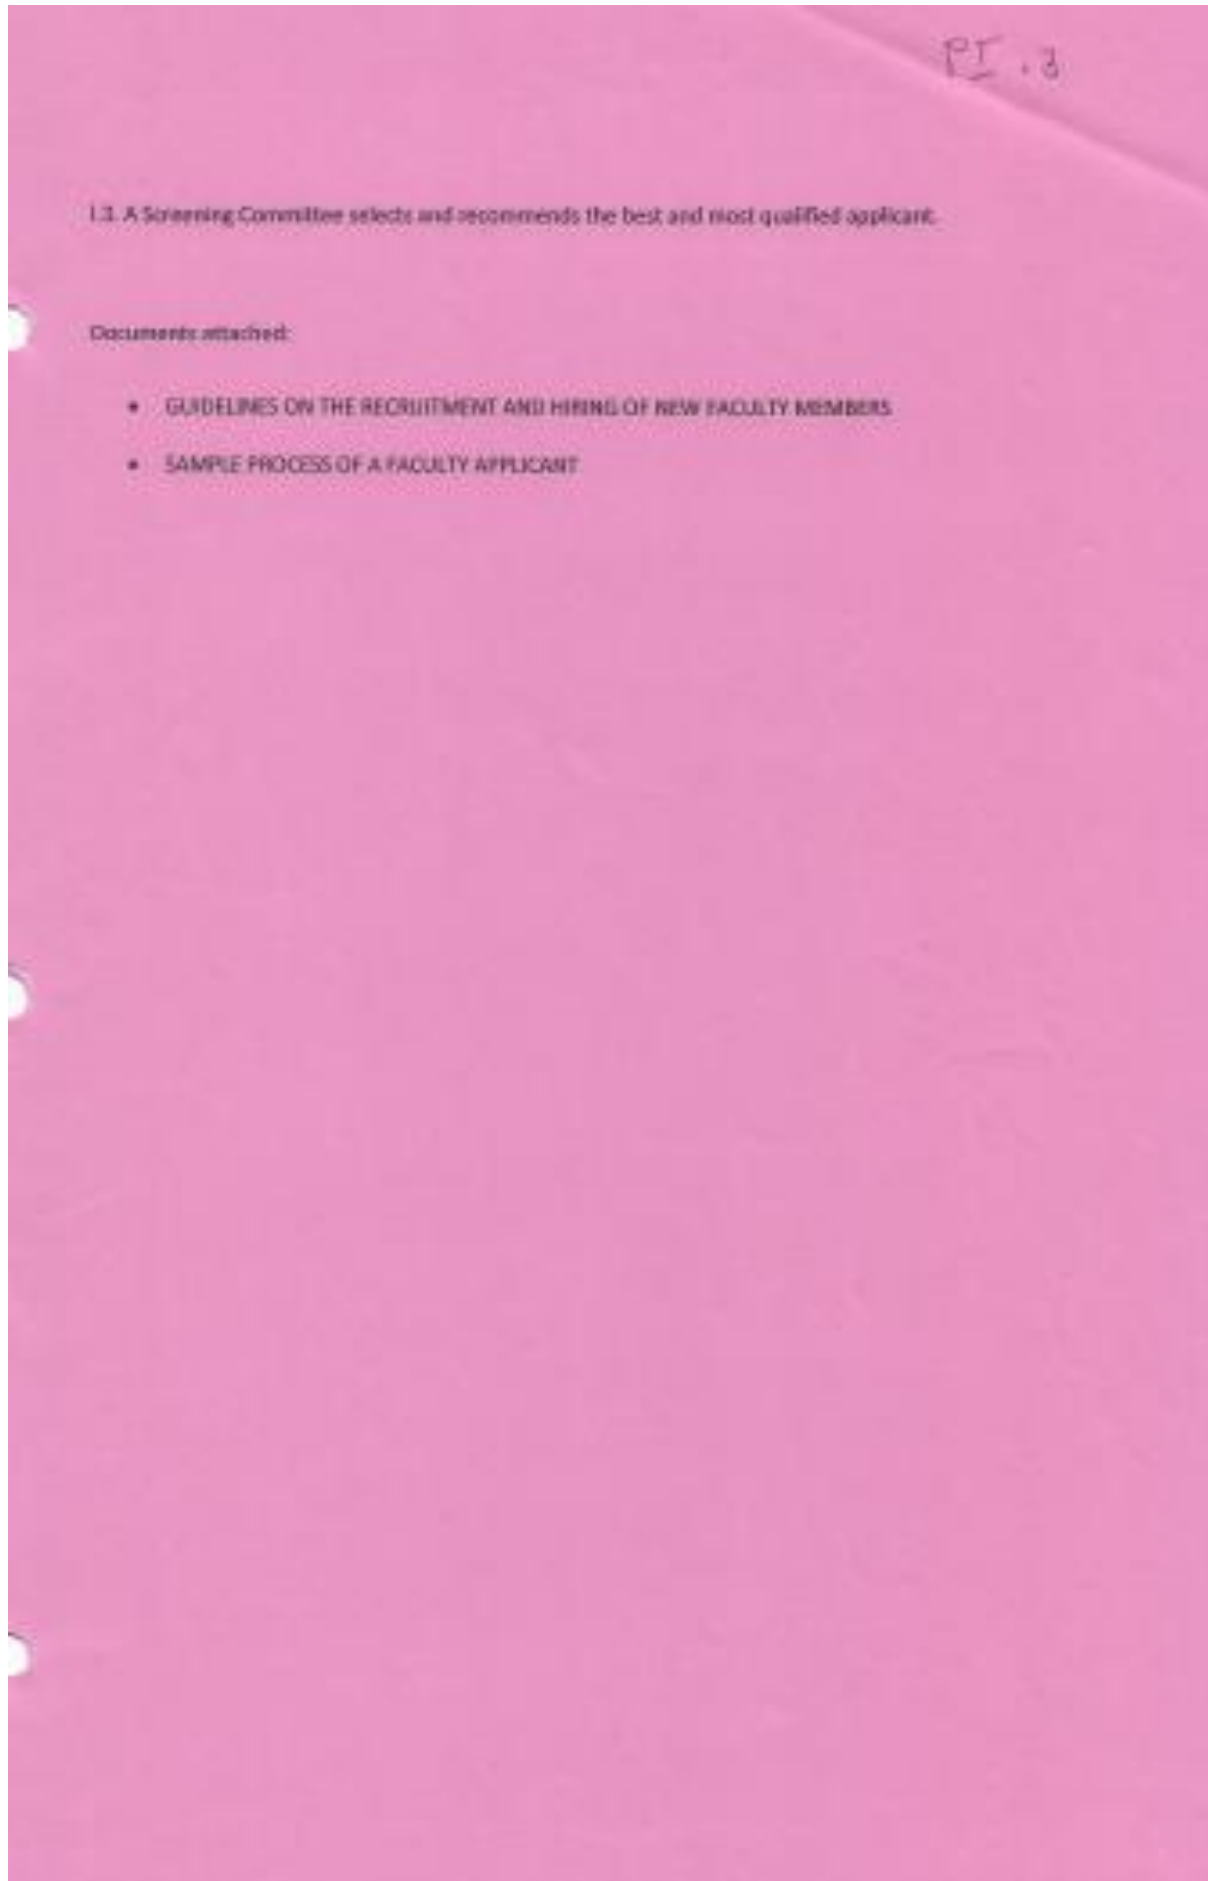 PI.3
I.3. A Screening Committee selects and recommends the best and most qualified applicant.
Documents attached:
• GUIDELINES ON THE RECRUITMENT AND HIRING OF NEW FACULTY MEMBERS
• SAMPLE PROCESS OF A FACULTY APPLICANT